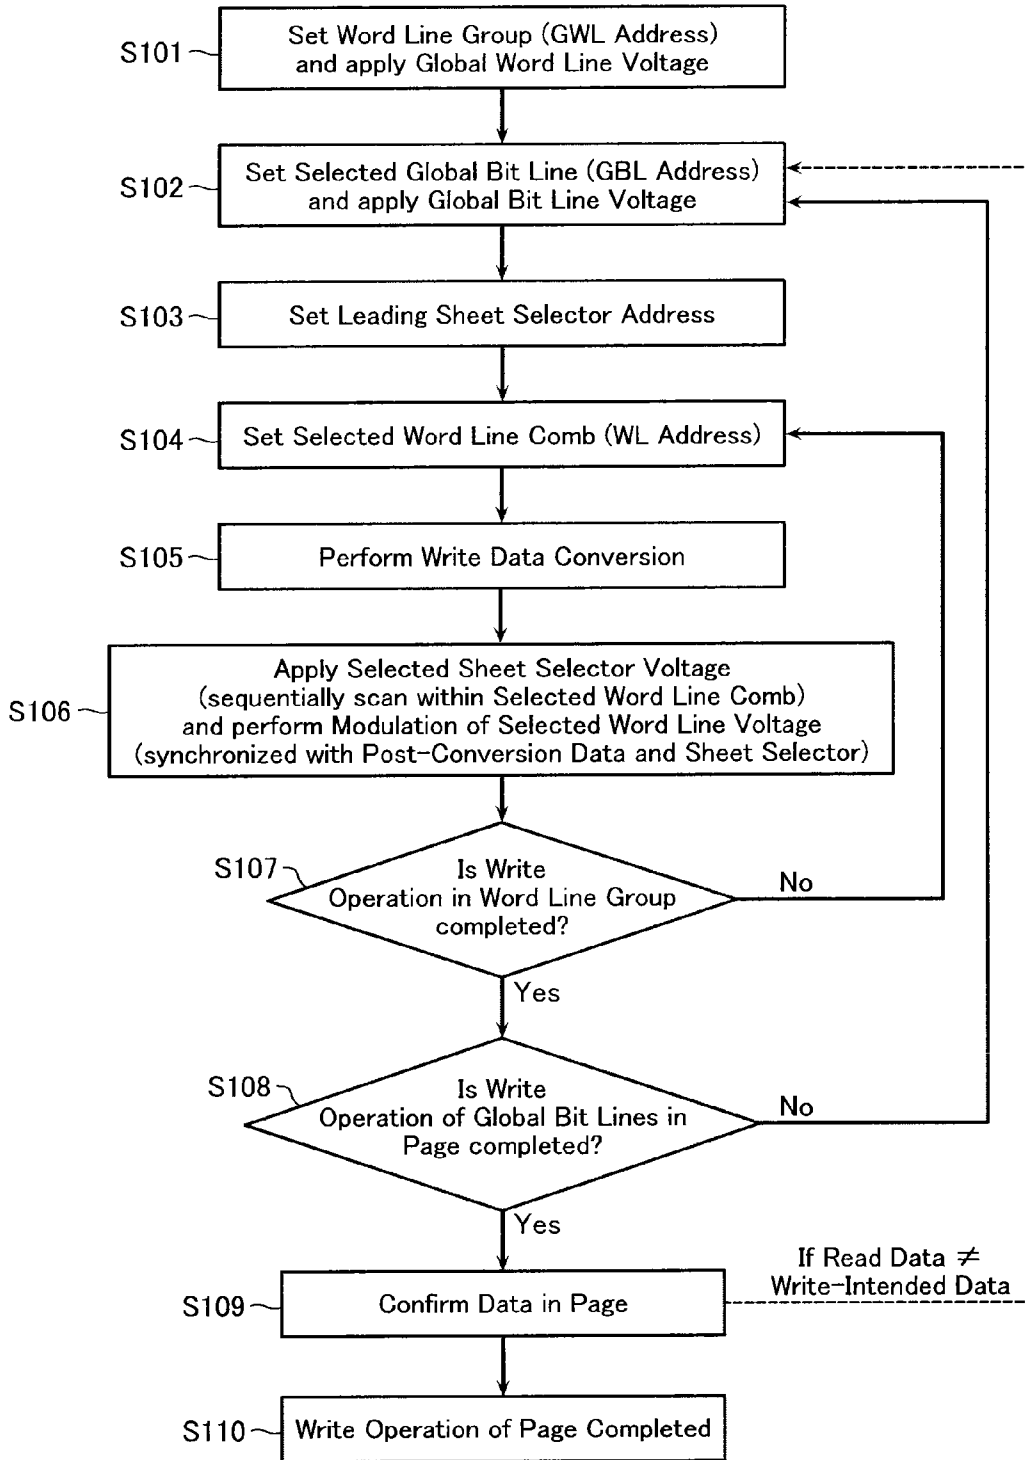 S101
Set Word Line Group (GWL Address)
and apply Global Word Line Voltage
S102
Set Selected Global Bit Line (GBL Address)
and apply Global Bit Line Voltage
S103
Set Leading Sheet Selector Address
S104
Set Selected Word Line Comb (WL Address)
S105
Perform Write Data Conversion
S106
Apply Selected Sheet Selector Voltage
(sequentially scan within Selected Word Line Comb)
and perform Modulation of Selected Word Line Voltage
(synchronized with Post-Conversion Data and Sheet Selector)
S107
Is Write
Operation in Word Line Group
completed?
No
Yes
S108
Is Write
Operation of Global Bit Lines in
Page completed?
No
Yes
If Read Data ≠
Write-Intended Data
S109
Confirm Data in Page
S110
Write Operation of Page Completed